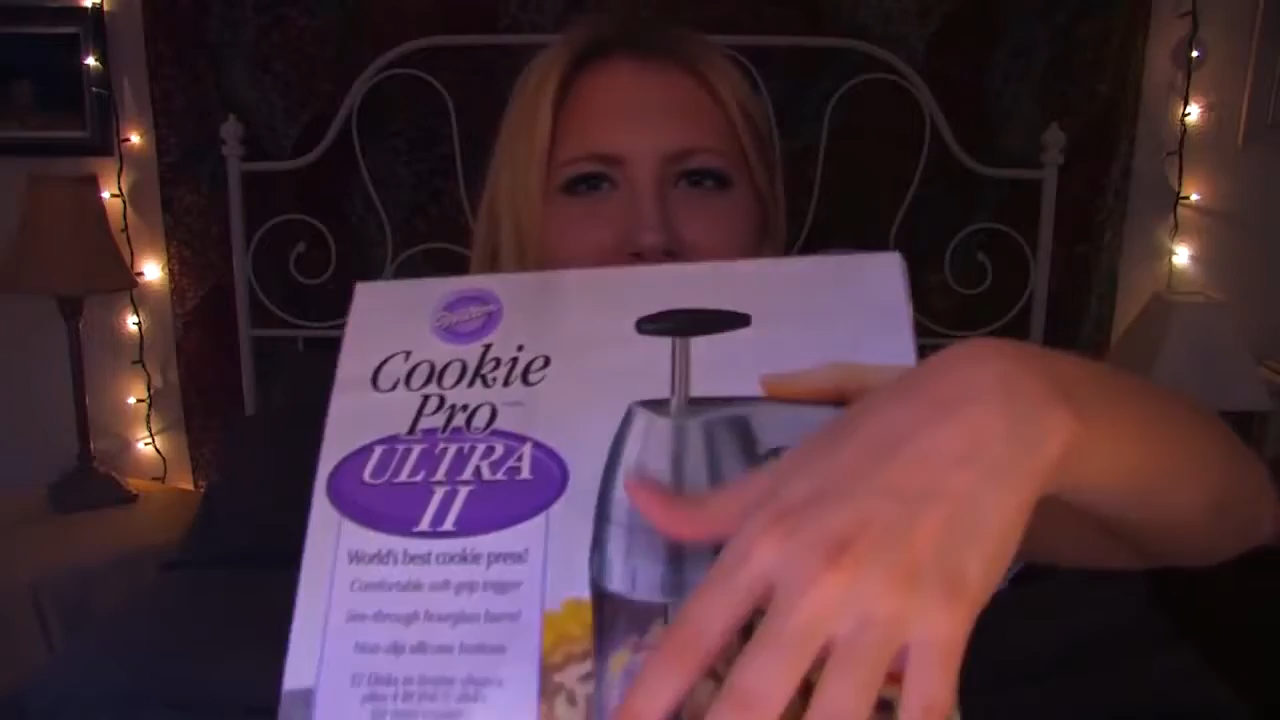 Wilton
Cookie
Pro
ULTRA
II
World's best cookie press!
Comfortable soft-grip trigger
See-through hourglass barrel
Non-slip silicone bottom